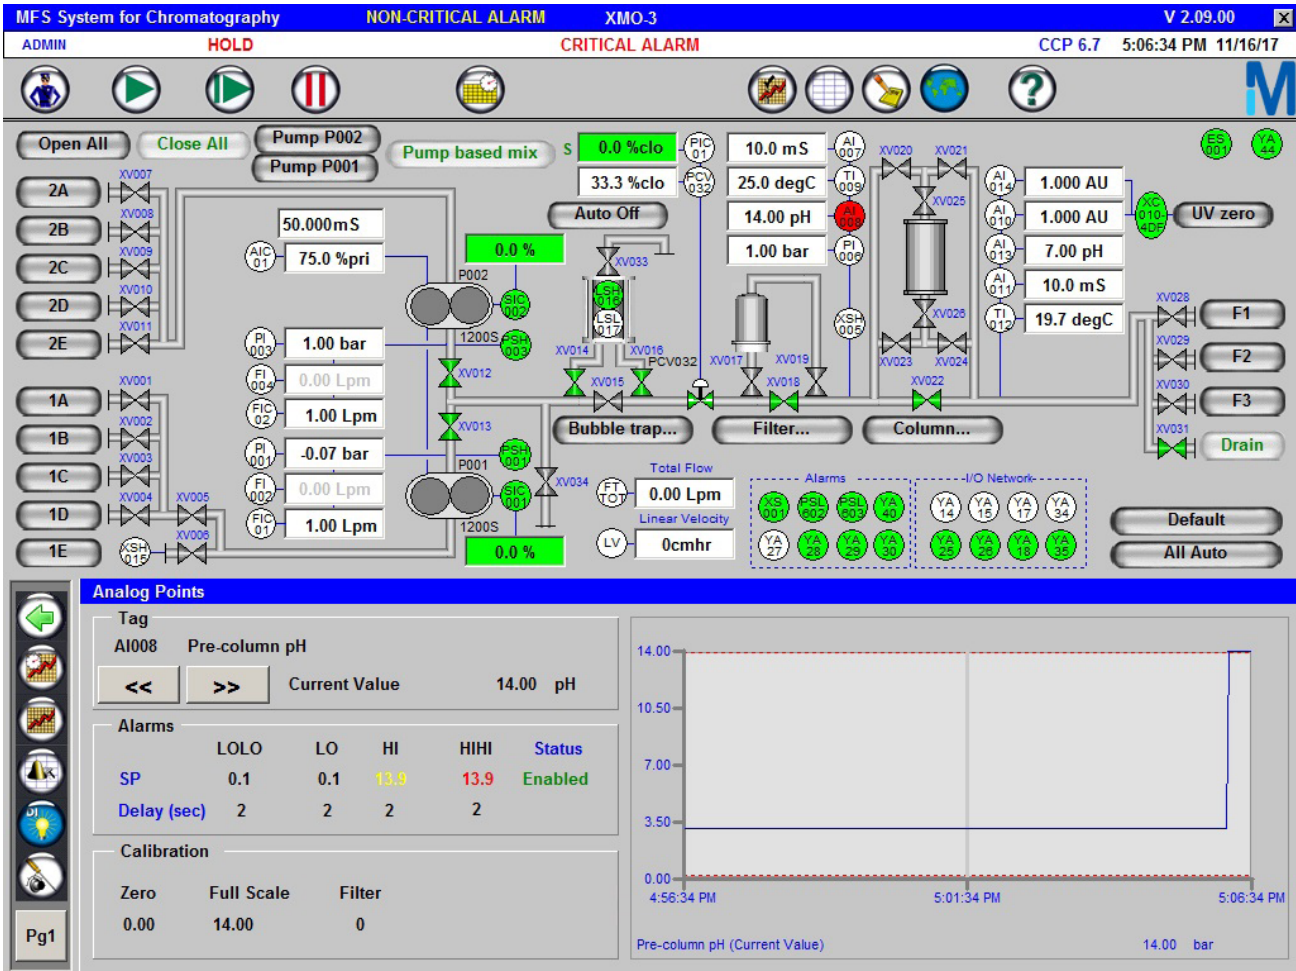 MFS System for Chromatography NON-CRITICAL ALARM XMO-3 V 2.09.00 X
ADMIN HOLD CRITICAL ALARM CCP 6.7 5:06:34 PM 11/16/17
?
Open All Close All Pump P002 Pump P001 Pump based mix
S 0.0 %clo PIC 01
33.3 %clo PCV 032
Auto Off
10.0 mS AI 007
25.0 degC TI 009
14.00 pH AI 008
1.00 bar PI 006
XSH 005
ES 001 YA 44
XV020 XV021
XV025
XV026
XV023 XV024
XV022
AI 014 1.000 AU
AI 010 1.000 AU
AI 013 7.00 pH
AI 011 10.0 mS
TI 012 19.7 degC
XC 010-4DF UV zero
2A XV007
2B XV008
2C XV009
2D XV010
2E XV011
1A XV001
1B XV002
1C XV003
1D XV004 XV005
1E XSH 015 XV006
50.000mS
AIC 01 75.0 %pri
0.0 %
P002
SIC 002
1200S PSH 003
PI 003 1.00 bar
FI 004 0.00 Lpm
FIC 02 1.00 Lpm
PI 001 -0.07 bar
FI 002 0.00 Lpm
FIC 01 1.00 Lpm
XV012
XV013
PSH 001
P001
SIC 001
1200S
0.0 %
XV033
LSH 016
LSL 017
XV014 XV016
PCV032
XV015
XV034
XV017 XV019
XV018
Bubble trap... Filter... Column...
XV028 F1
XV029 F2
XV030 F3
XV031 Drain
Total Flow
FT TOT 0.00 Lpm
Linear Velocity
LV 0cmhr
Alarms
XS 001 PSL 602 PSL 603 YA 40
YA 27 YA 28 YA 29 YA 30
I/O Network
YA 14 YA 15 YA 17 YA 34
YA 25 YA 26 YA 18 YA 35
Default
All Auto
Analog Points
Tag
AI008 Pre-column pH
<< >> Current Value 14.00 pH
Alarms
LOLO LO HI HIHI Status
SP 0.1 0.1 13.9 13.9 Enabled
Delay (sec) 2 2 2 2
Calibration
Zero Full Scale Filter
0.00 14.00 0
DI
Pg1
14.00
10.50
7.00
3.50
0.00
4:56:34 PM 5:01:34 PM 5:06:34 PM
Pre-column pH (Current Value) 14.00 bar